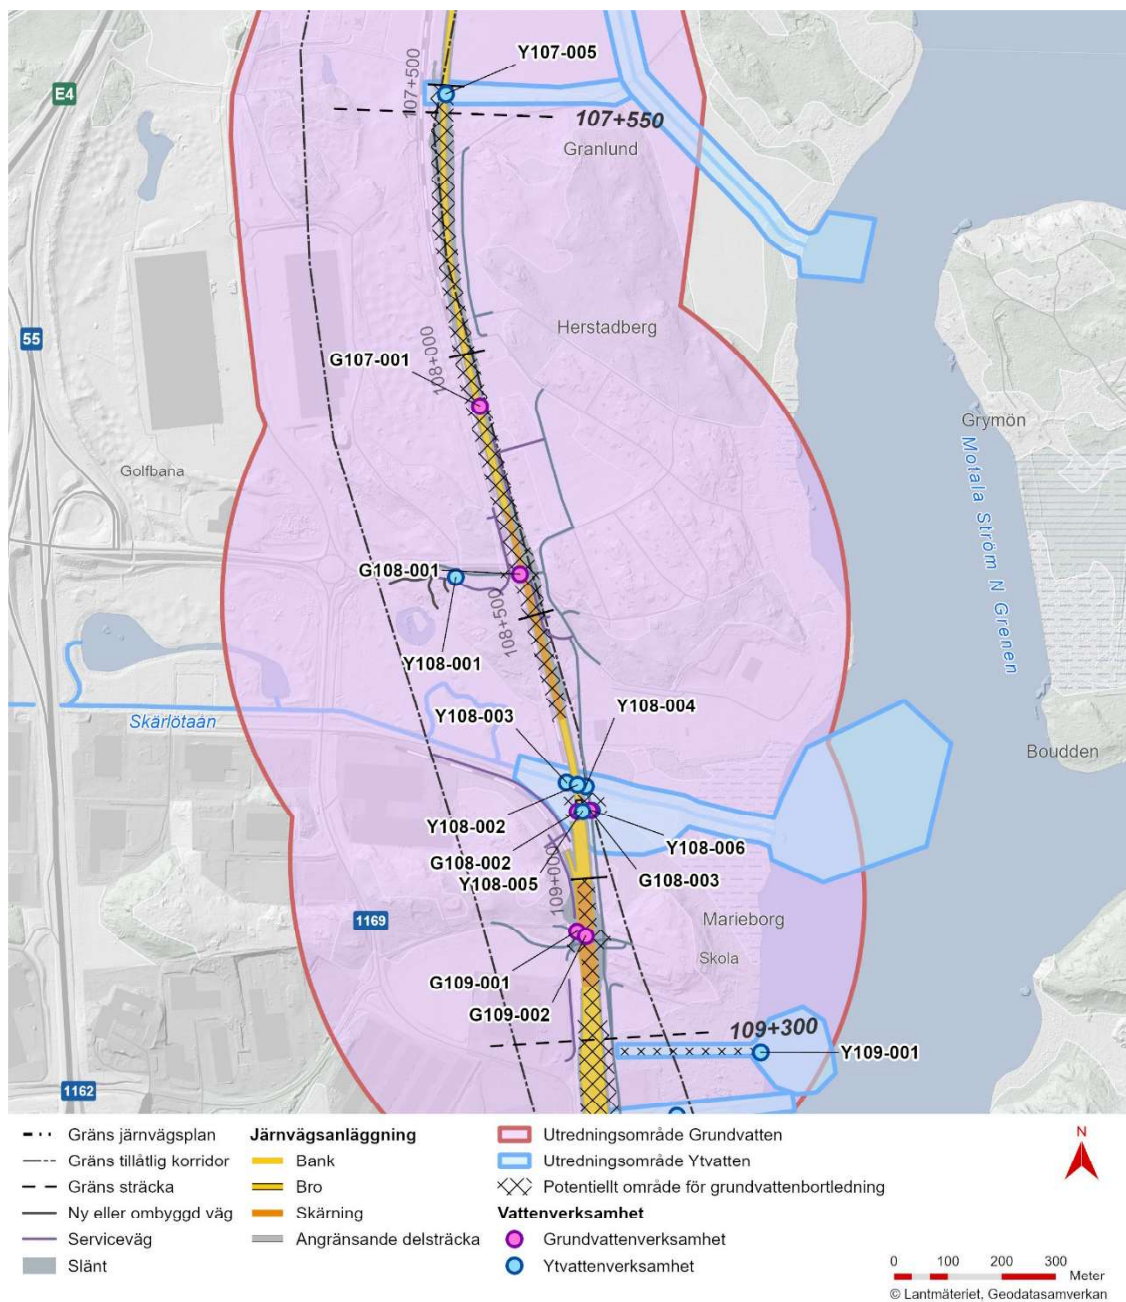 Y107-005
E4
107+500
107+550
Granlund
Herstadberg
55
108+000
G107-001
Grymön
Motala Ström N Grenen
Golfbana
G108-001
108+500
Y108-001
Y108-003
Y108-004
Skärlötaån
Boudden
Y108-002
Y108-006
G108-002
Y108-005
G108-003
109+000
1169
Marieborg
Skola
G109-001
G109-002
109+300
Y109-001
1162
Gräns järnvägsplan
Gräns tillåtlig korridor
Gräns sträcka
Ny eller ombyggd väg
Serviceväg
Slänt
Järnvägsanläggning
Bank
Bro
Skärning
Angränsande delsträcka
Utredningsområde Grundvatten
Utredningsområde Ytvatten
Potentiellt område för grundvattenbortledning
Vattenverksamhet
Grundvattenverksamhet
Ytvattenverksamhet
N
0 100 200 300
Meter
© Lantmäteriet, Geodatasamverkan